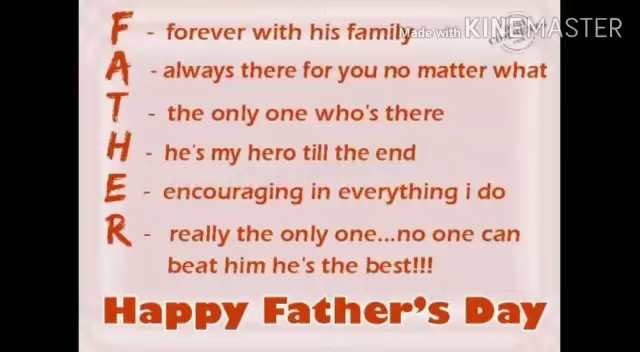 F - forever with his family
Made with KINEMASTER
A - always there for you no matter what
T - the only one who's there
H - he's my hero till the end
E - encouraging in everything i do
R - really the only one...no one can
beat him he's the best!!!
Happy Father's Day